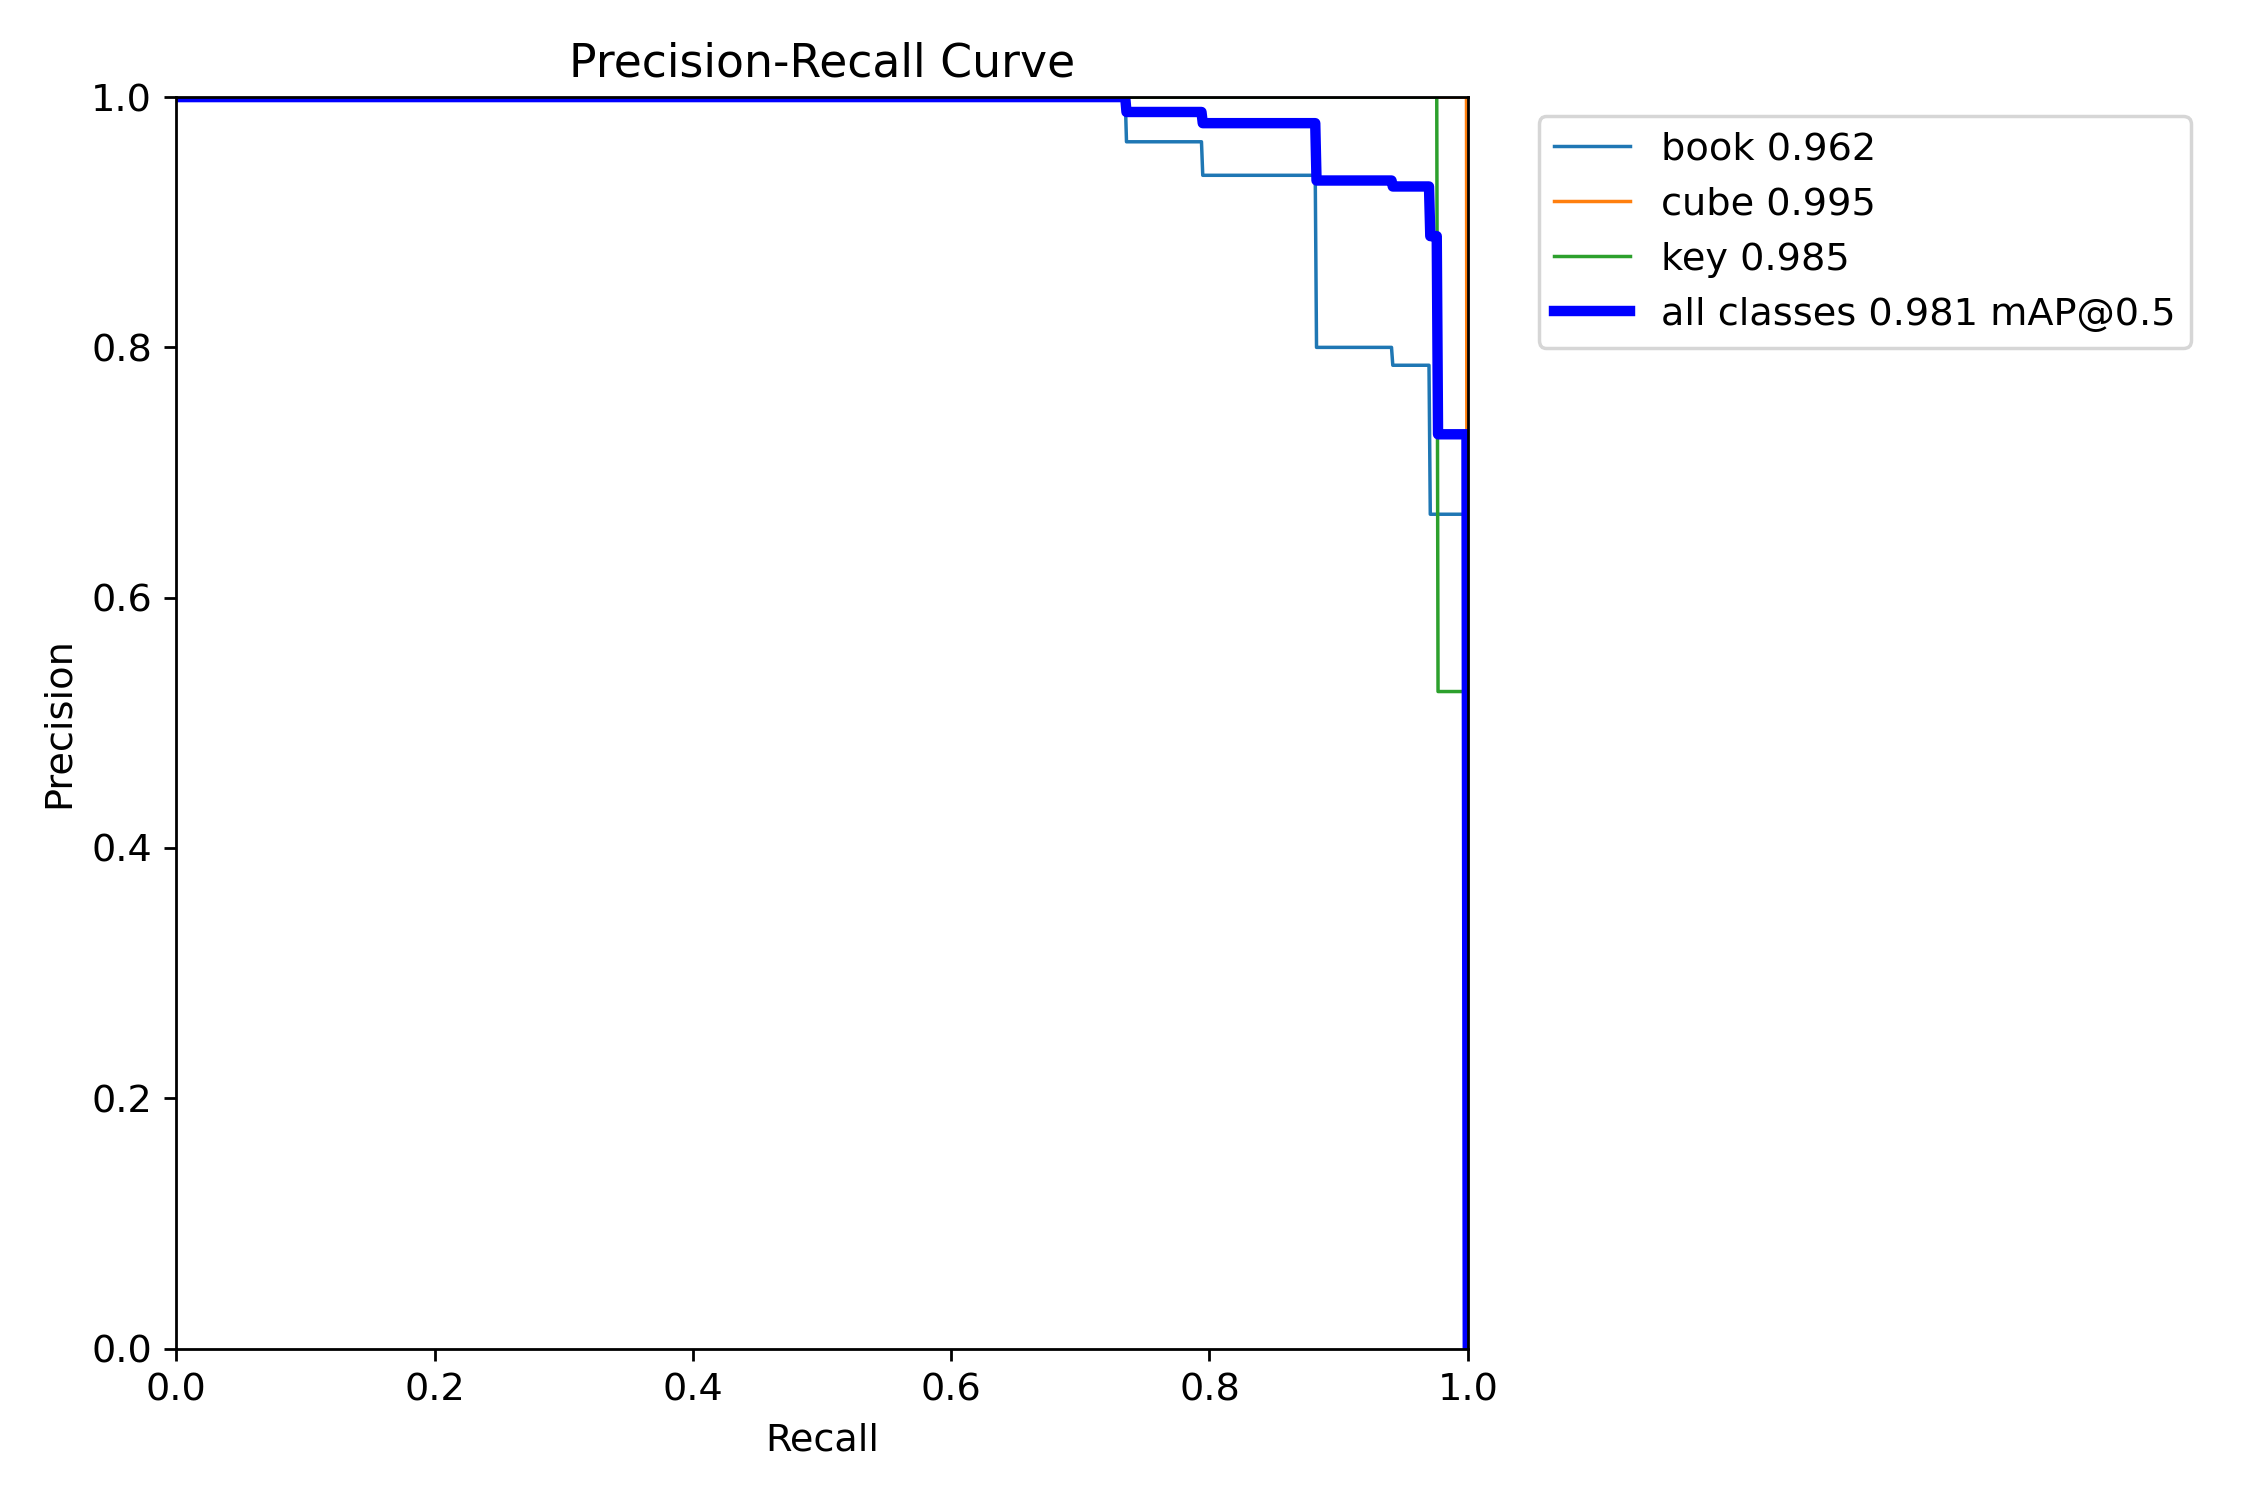 Precision-Recall Curve
1.0
0.8
0.6
0.4
0.2
0.0
Precision
0.0 0.2 0.4 0.6 0.8 1.0
Recall
book 0.962
cube 0.995
key 0.985
all classes 0.981 mAP@0.5